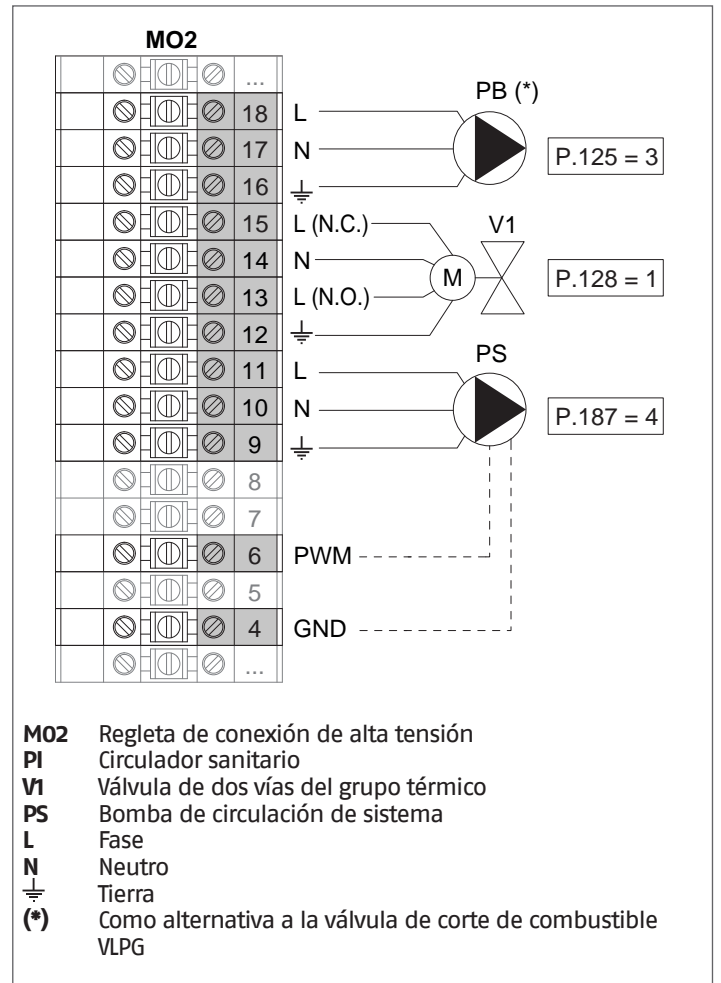 MO2
...
18 L
17 N
16 ⏚
15 L (N.C.)
14 N
13 L (N.O.)
12 ⏚
11 L
10 N
9 ⏚
8
7
6 PWM
5
4 GND
...
PB (*)
P.125 = 3
V1
M
P.128 = 1
PS
P.187 = 4
M02 Regleta de conexión de alta tensión
PI Circulador sanitario
V1 Válvula de dos vías del grupo térmico
PS Bomba de circulación de sistema
L Fase
N Neutro
⏚ Tierra
(*) Como alternativa a la válvula de corte de combustible
VLPG